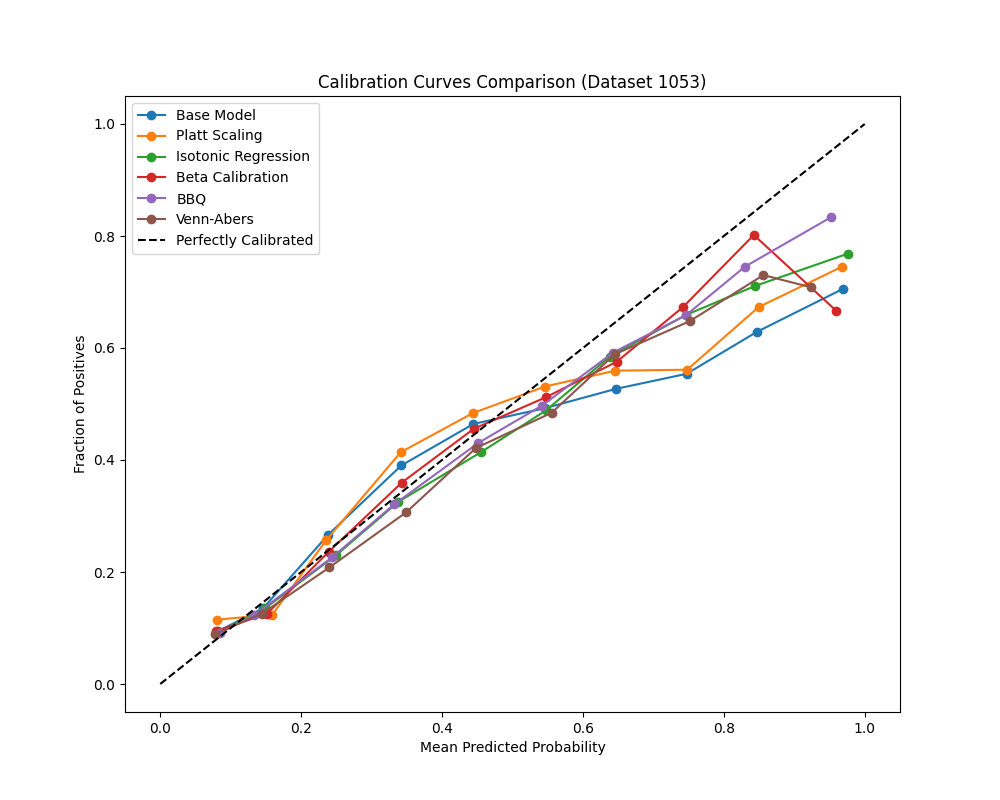 Calibration Curves Comparison (Dataset 1053)
Base Model
Platt Scaling
Isotonic Regression
Beta Calibration
BBQ
Venn-Abers
Perfectly Calibrated
Fraction of Positives
1.0
0.8
0.6
0.4
0.2
0.0
0.0 0.2 0.4 0.6 0.8 1.0
Mean Predicted Probability